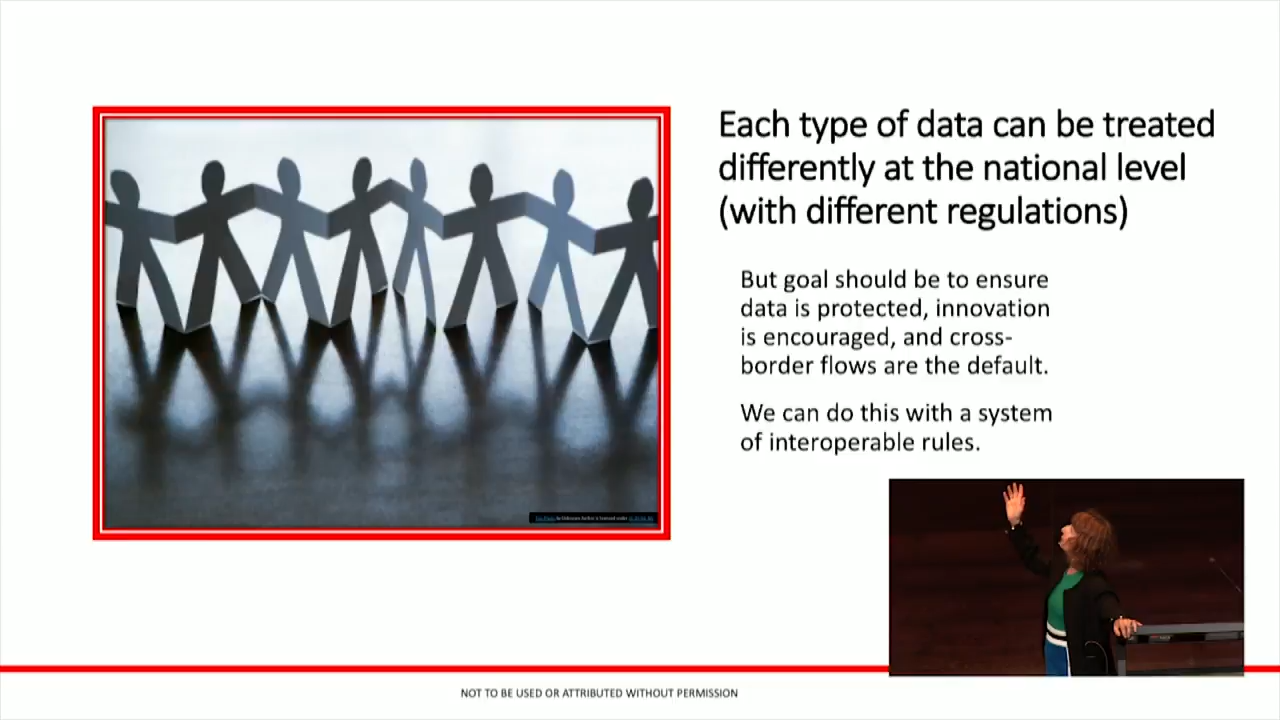 Each type of data can be treated
differently at the national level
(with different regulations)
But goal should be to ensure
data is protected, innovation
is encouraged, and cross-
border flows are the default.
We can do this with a system
of interoperable rules.
NOT TO BE USED OR ATTRIBUTED WITHOUT PERMISSION